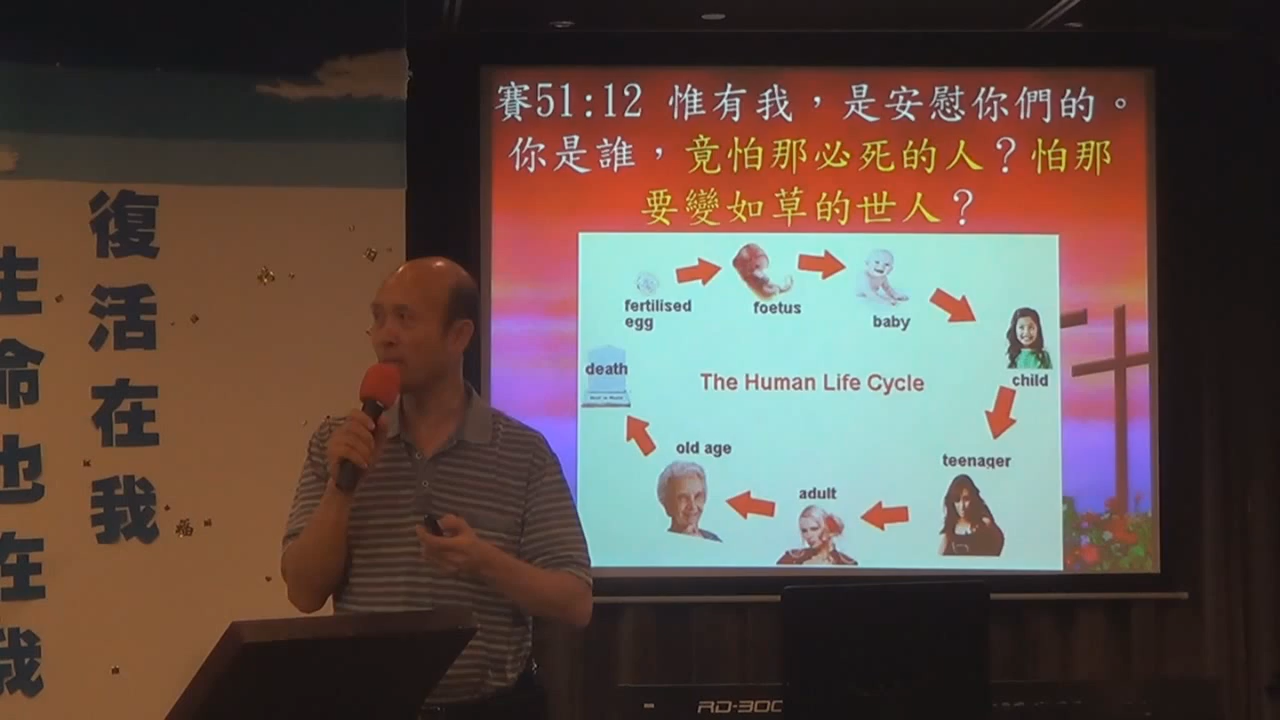 賽51:12 惟有我，是安慰你們的。
你是誰，竟怕那必死的人？怕那
要變如草的世人？
fertilised
egg
foetus
baby
child
teenager
adult
old age
death
The Human Life Cycle
復活在我
生命也在我
福
RD-300